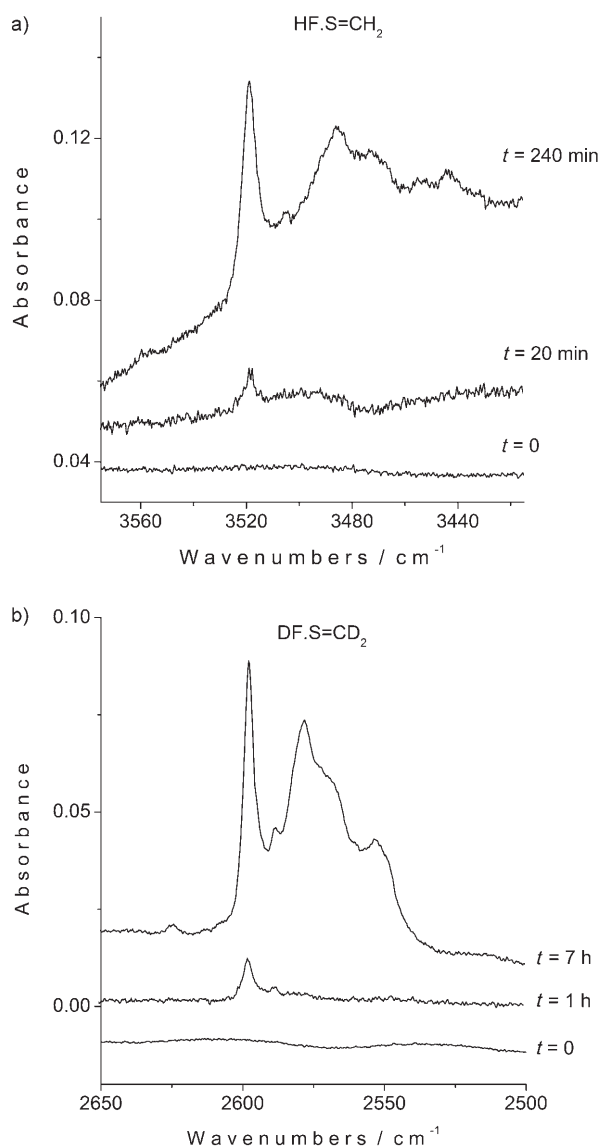 a)
HF.S=CH₂
0.12
0.08
0.04
Absorbance
t = 240 min
t = 20 min
t = 0
3560
3520
3480
3440
Wavenumbers / cm⁻¹
b)
DF.S=CD₂
0.10
0.05
0.00
Absorbance
t = 7 h
t = 1 h
t = 0
2650
2600
2550
2500
Wavenumbers / cm⁻¹